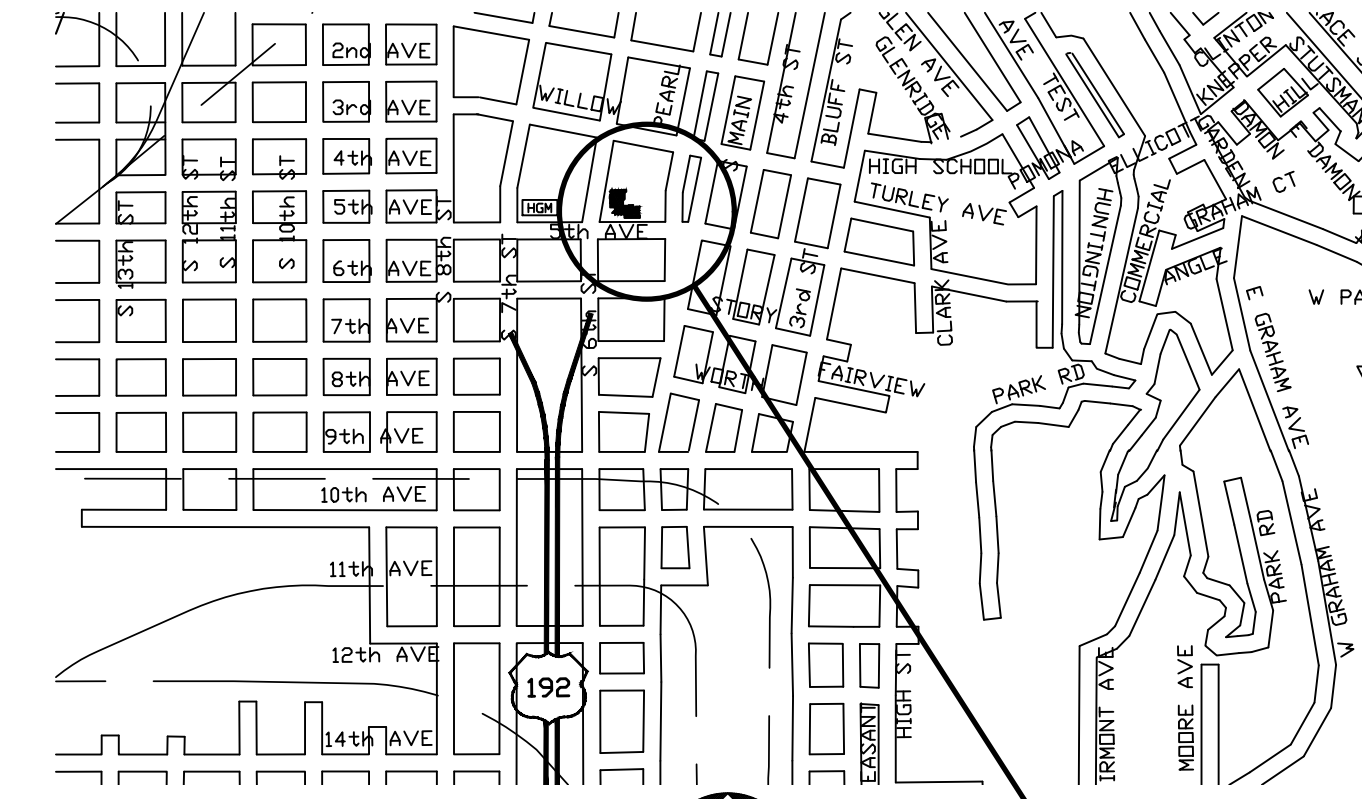 2nd AVE
GLEN AVE
AVE
CLINTON
KNEPPER
STUTSMAN
3rd AVE
WILLOW
PEARL
S MAIN
4th ST
BLUFF ST
GLENRIDGE
TEST
HILL
DAMON
DAMON
4th AVE
HIGH SCHOOL
POMONA
ELLICOTT
GARDEN
5th AVE
HGM
TURLEY AVE
GRAHAM CT
S 13th ST
S 12th ST
S 11th ST
S 10th ST
S 8th ST
S 7th ST
S 6th ST
5th AVE
6th AVE
3rd ST
CLARK AVE
HUNTINGTON
COMMERCIAL
ANGLE
7th AVE
STORY
E GRAHAM AVE
W PA
8th AVE
WORTH
FAIRVIEW
PARK RD
9th AVE
10th AVE
11th AVE
PARK RD
W GRAHAM AVE
12th AVE
192
14th AVE
EASANT
HIGH ST
IRMONT AVE
MOORE AVE
W